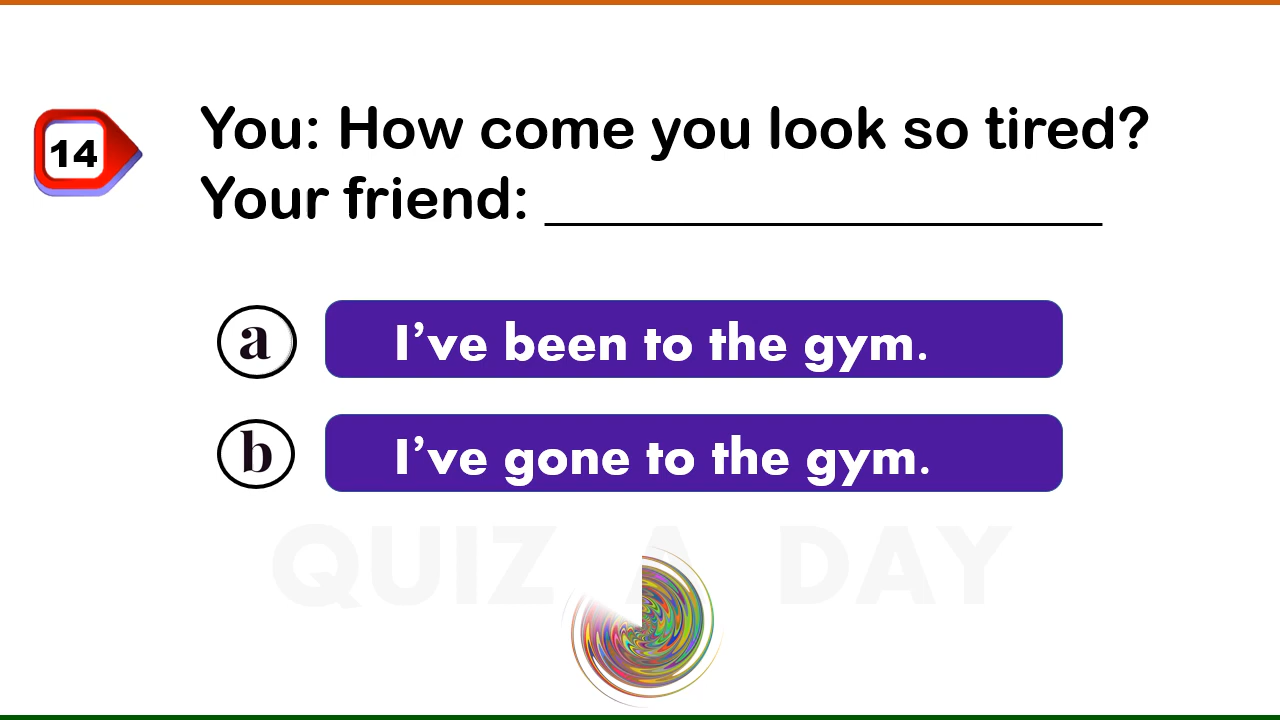 14
You: How come you look so tired?
Your friend: ____________________
a
I’ve been to the gym.
b
I’ve gone to the gym.
QUIZ A DAY